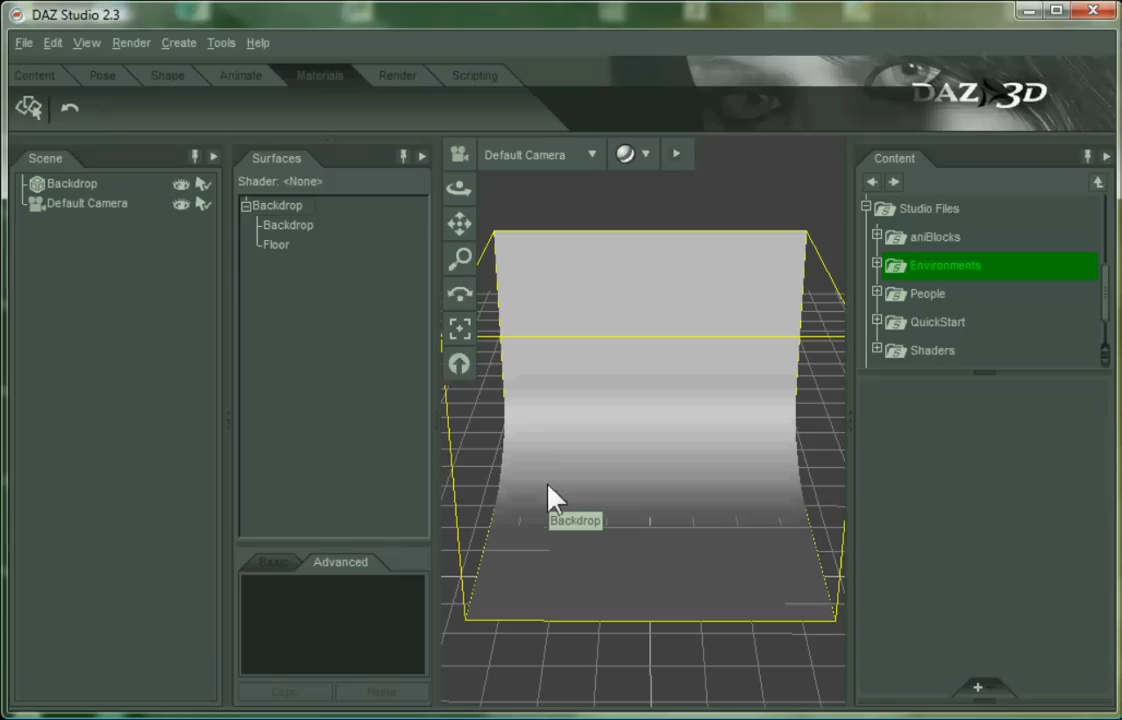 DAZ Studio 2.3
File Edit View Render Create Tools Help
Content Pose Shape Animate Materials Render Scripting
DAZ 3D
Scene
Backdrop
Default Camera
Surfaces
Shader: <None>
Backdrop
Backdrop
Floor
Basic Advanced
Copy Paste
Default Camera
Backdrop
Content
Studio Files
aniBlocks
Environments
People
QuickStart
Shaders